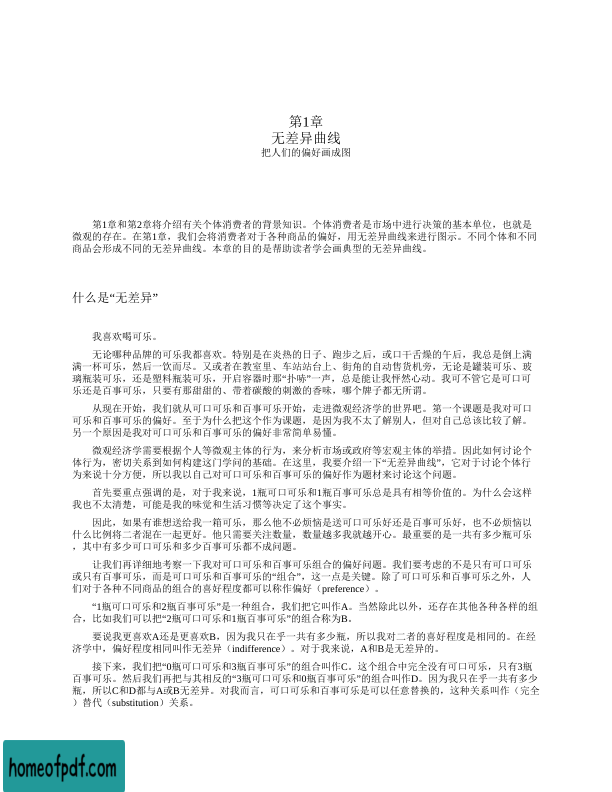 第1章
无差异曲线
把人们的偏好画成图
第1章和第2章将介绍有关个体消费者的背景知识。个体消费者是市场中进行决策的基本单位，也就是
微观的存在。在第1章，我们会将消费者对于各种商品的偏好，用无差异曲线来进行图示。不同个体和不同
商品会形成不同的无差异曲线。本章的目的是帮助读者学会画典型的无差异曲线。
什么是“无差异”
我喜欢喝可乐。
无论哪种品牌的可乐我都喜欢。特别是在炎热的日子、跑步之后，或口干舌燥的午后，我总是倒上满
满一杯可乐，然后一饮而尽。又或者在教室里、车站站台上、街角的自动售货机旁，无论是罐装可乐、玻
璃瓶装可乐，还是塑料瓶装可乐，开启容器时那“扑哧”一声，总是能让我怦然心动。我可不管它是可口可
乐还是百事可乐，只要有那甜甜的、带着碳酸的刺激的香味，哪个牌子都无所谓。
从现在开始，我们就从可口可乐和百事可乐开始，走进微观经济学的世界吧。第一个课题是我对可口
可乐和百事可乐的偏好。至于为什么把这个作为课题，是因为我不太了解别人，但对自己总该比较了解。
另一个原因是我对可口可乐和百事可乐的偏好非常简单易懂。
微观经济学需要根据个人等微观主体的行为，来分析市场或政府等宏观主体的举措。因此如何讨论个
体行为，密切关系到如何构建这门学问的基础。在这里，我要介绍一下“无差异曲线”，它对于讨论个体行
为来说十分方便，所以我以自己对可口可乐和百事可乐的偏好作为题材来讨论这个问题。
首先要重点强调的是，对于我来说，1瓶可口可乐和1瓶百事可乐总是具有相等价值的。为什么会这样
我也不太清楚，可能是我的味觉和生活习惯等决定了这个事实。
因此，如果有谁想送给我一箱可乐，那么他不必烦恼是送可口可乐好还是百事可乐好，也不必烦恼以
什么比例将二者混在一起更好。他只需要关注数量，数量越多我就越开心。最重要的是一共有多少瓶可乐
，其中有多少可口可乐和多少百事可乐都不成问题。
让我们再详细地考察一下我对可口可乐和百事可乐组合的偏好问题。我们要考虑的不是只有可口可乐
或只有百事可乐，而是可口可乐和百事可乐的“组合”，这一点是关键。除了可口可乐和百事可乐之外，人
们对于各种不同商品的组合的喜好程度都可以称作偏好（preference）。
“1瓶可口可乐和2瓶百事可乐”是一种组合，我们把它叫作A。当然除此以外，还存在其他各种各样的组
合，比如我们可以把“2瓶可口可乐和1瓶百事可乐”的组合称为B。
要说我更喜欢A还是更喜欢B，因为我只在乎一共有多少瓶，所以我对二者的喜好程度是相同的。在经
济学中，偏好程度相同叫作无差异（indifference）。对于我来说，A和B是无差异的。
接下来，我们把“0瓶可口可乐和3瓶百事可乐”的组合叫作C。这个组合中完全没有可口可乐，只有3瓶
百事可乐。然后我们再把与其相反的“3瓶可口可乐和0瓶百事可乐”的组合叫作D。因为我只在乎一共有多少
瓶，所以C和D都与A或B无差异。对我而言，可口可乐和百事可乐是可以任意替换的，这种关系叫作（完全
）替代（substitution）关系。
homeofpdf.com